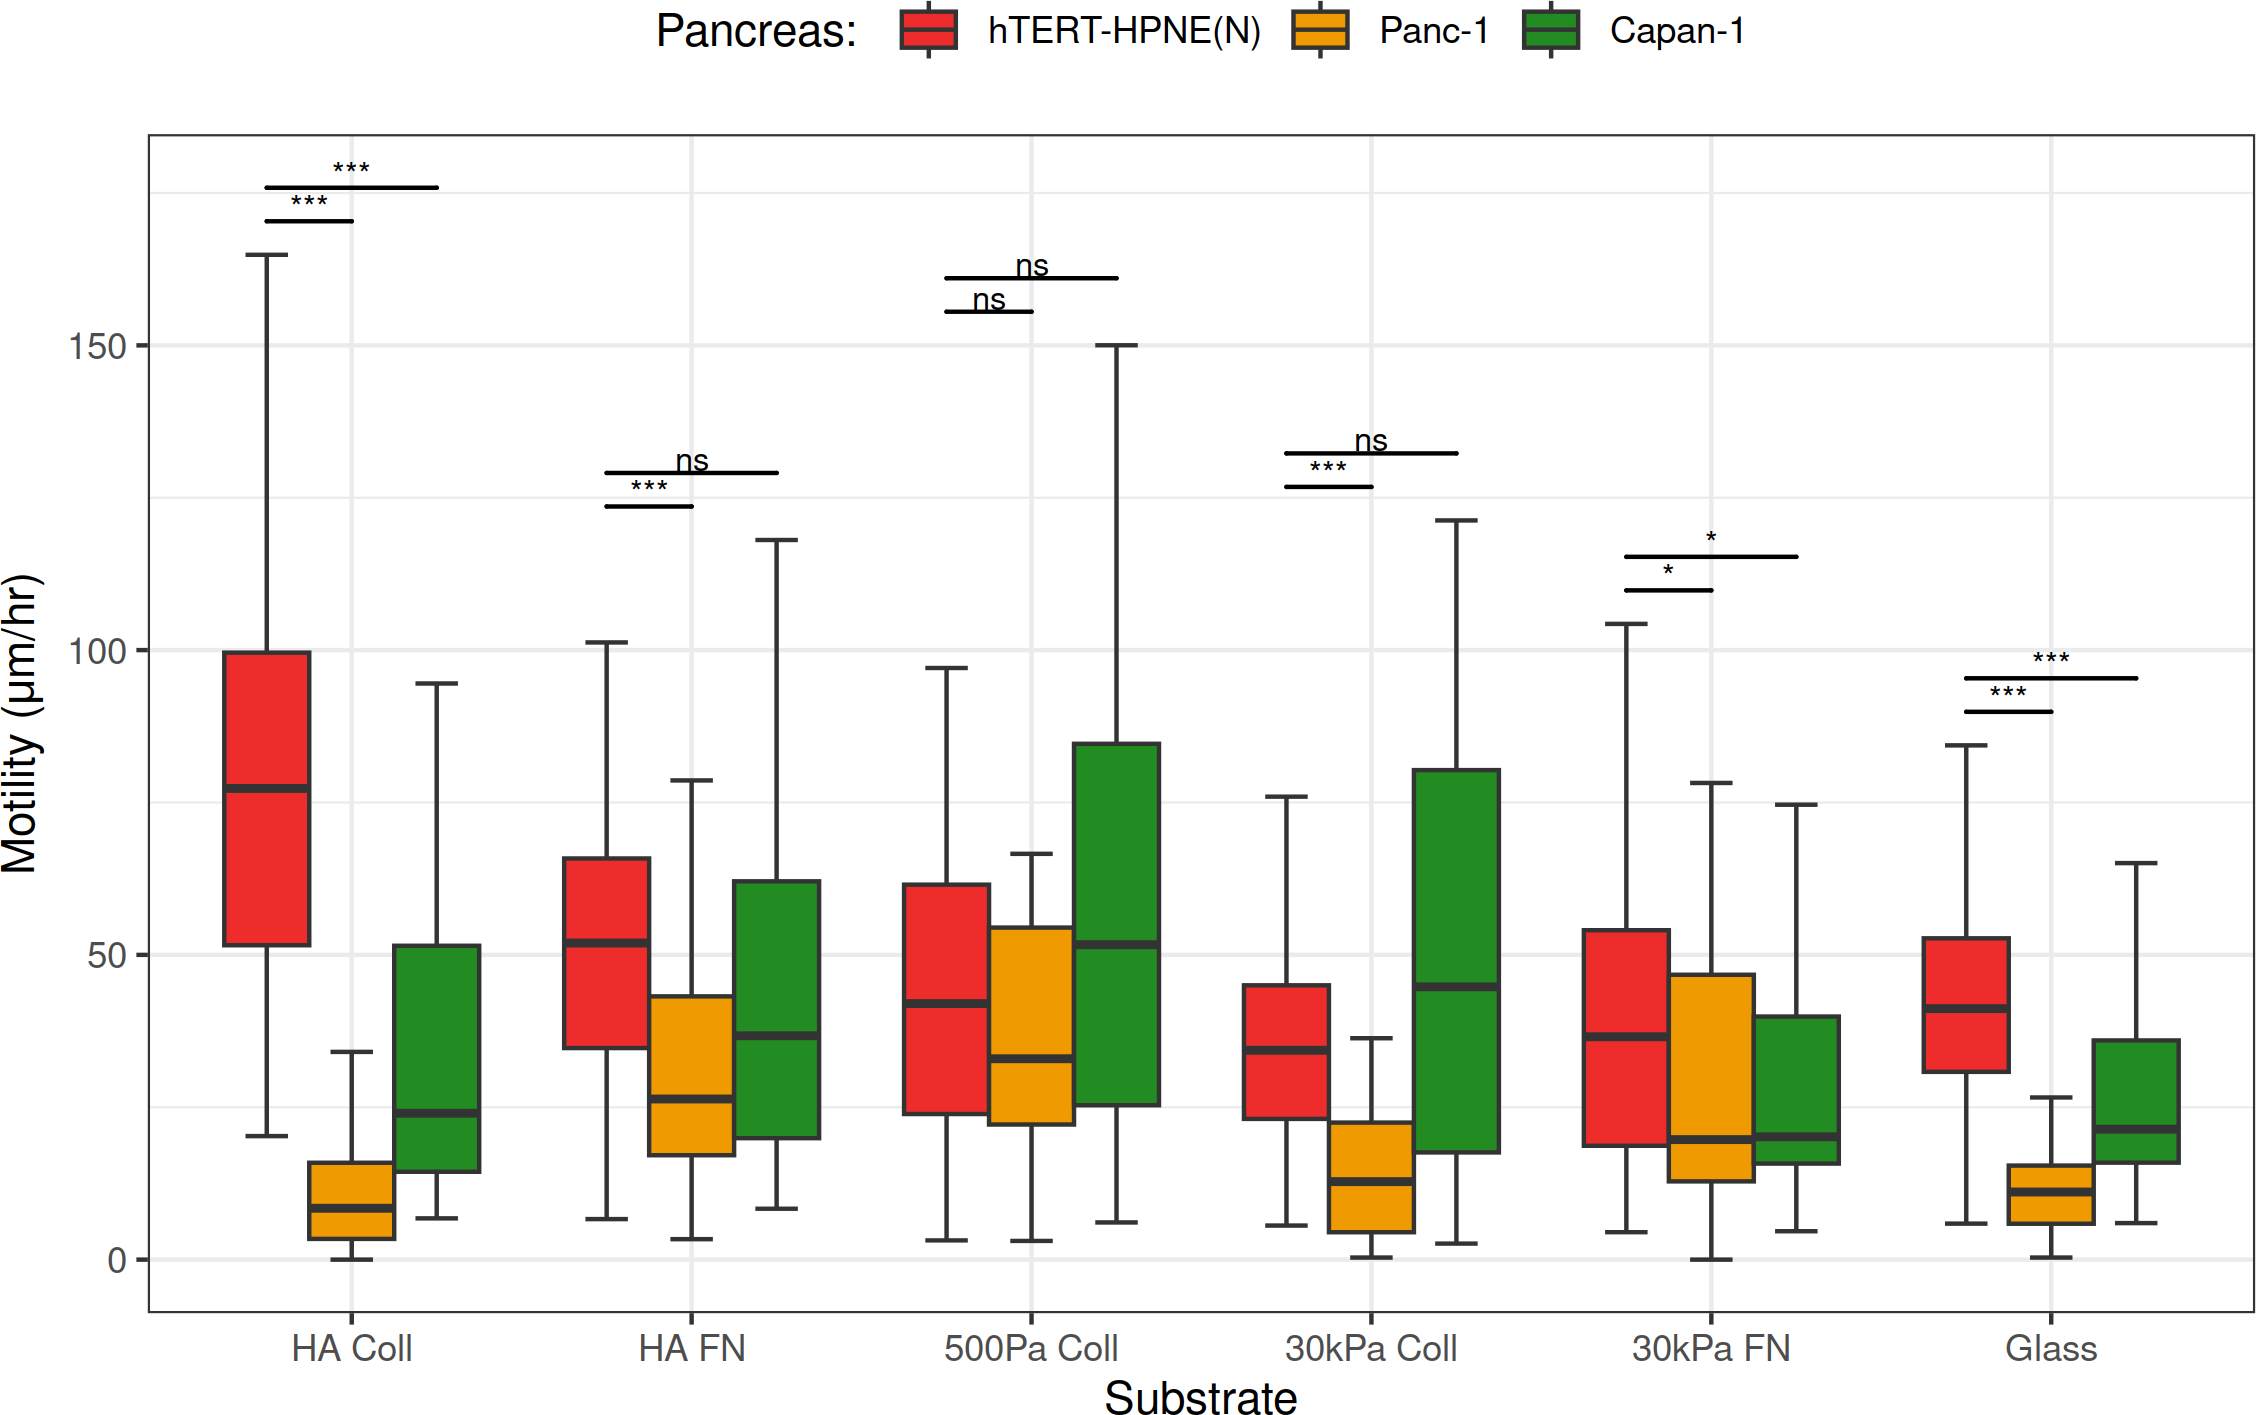 Pancreas: hTERT-HPNE(N) Panc-1 Capan-1
***
***
ns
ns
ns
***
ns
***
*
*
***
***
150
100
50
0
Motility (µm/hr)
HA Coll HA FN 500Pa Coll 30kPa Coll 30kPa FN Glass
Substrate